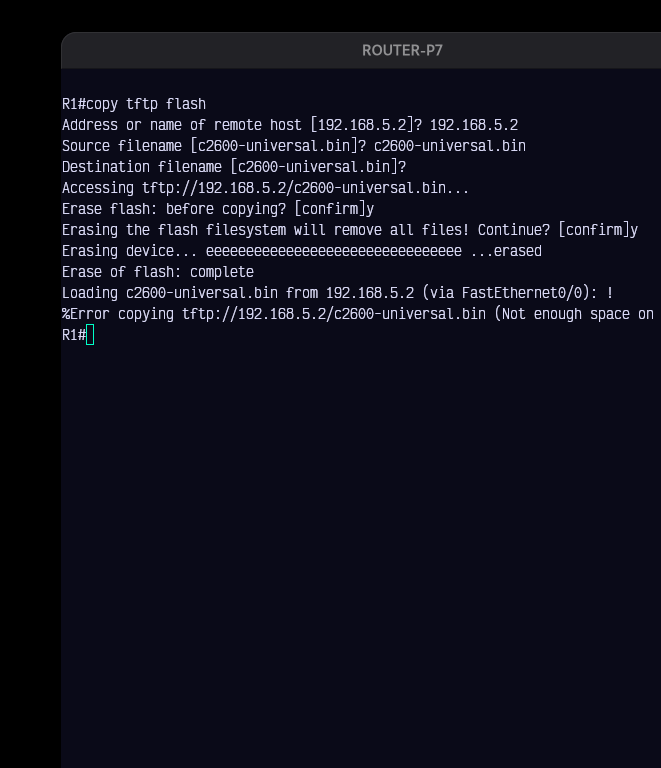 ROUTER-P7
R1#copy tftp flash
Address or name of remote host [192.168.5.2]? 192.168.5.2
Source filename [c2600-universal.bin]? c2600-universal.bin
Destination filename [c2600-universal.bin]?
Accessing tftp://192.168.5.2/c2600-universal.bin...
Erase flash: before copying? [confirm]y
Erasing the flash filesystem will remove all files! Continue? [confirm]y
Erasing device... eeeeeeeeeeeeeeeeeeeeeeeeeeeeeeee ...erased
Erase of flash: complete
Loading c2600-universal.bin from 192.168.5.2 (via FastEthernet0/0): !
%Error copying tftp://192.168.5.2/c2600-universal.bin (Not enough space on
R1#